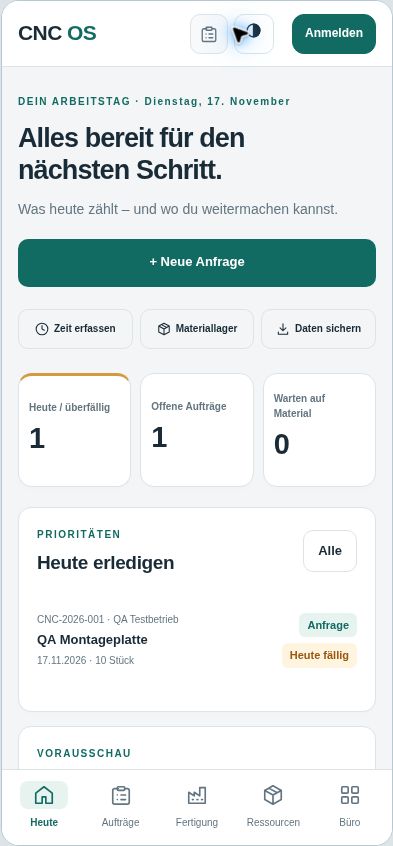 CNC OS
Anmelden
DEIN ARBEITSTAG · Dienstag, 17. November
Alles bereit für den
nächsten Schritt.
Was heute zählt – und wo du weitermachen kannst.
+ Neue Anfrage
Zeit erfassen
Materiallager
Daten sichern
Heute / überfällig
1
Offene Aufträge
1
Warten auf
Material
0
PRIORITÄTEN
Heute erledigen
Alle
CNC-2026-001 · QA Testbetrieb
QA Montageplatte
17.11.2026 · 10 Stück
Anfrage
Heute fällig
VORAUSSCHAU
Heute
Aufträge
Fertigung
Ressourcen
Büro